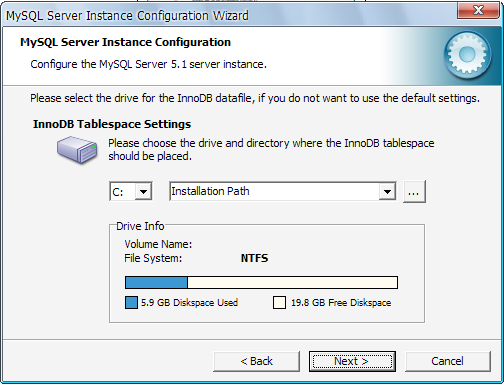 MySQL Server Instance Configuration Wizard
MySQL Server Instance Configuration
Configure the MySQL Server 5.1 server instance.
Please select the drive for the InnoDB datafile, if you do not want to use the default settings.
InnoDB Tablespace Settings
Please choose the drive and directory where the InnoDB tablespace
should be placed.
C: Installation Path ...
Drive Info
Volume Name:
File System: NTFS
5.9 GB Diskspace Used 19.8 GB Free Diskspace
< Back Next > Cancel